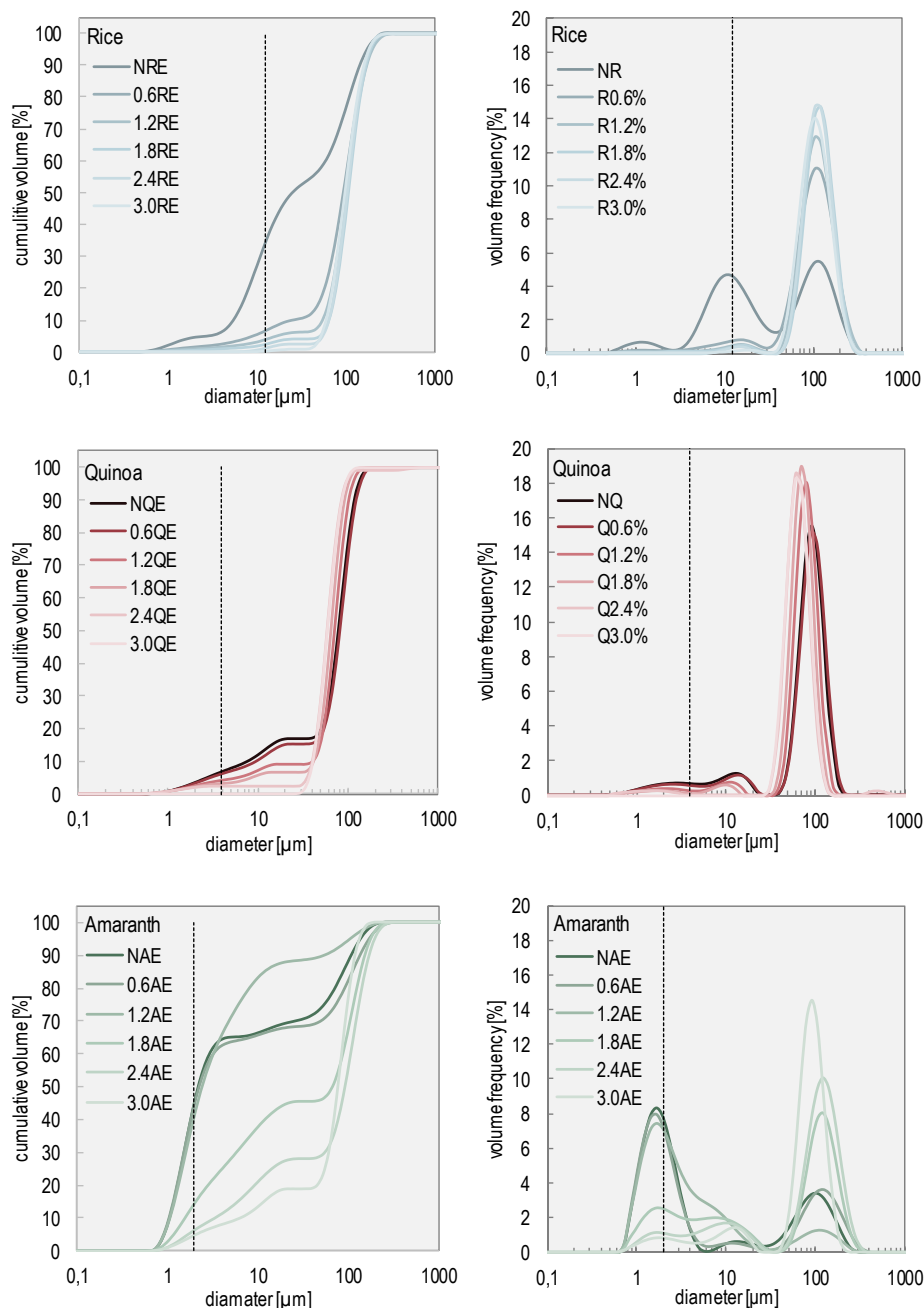 100
90
80
70
60
50
40
30
20
10
0
cumulitive volume [%]
Rice
NRE
0.6RE
1.2RE
1.8RE
2.4RE
3.0RE
0,1 1 10 100 1000
diamater [µm]
20
18
16
14
12
10
8
6
4
2
0
volume frequency [%]
Rice
NR
R0.6%
R1.2%
R1.8%
R2.4%
R3.0%
0,1 1 10 100 1000
diameter [µm]
100
90
80
70
60
50
40
30
20
10
0
cumulitive volume [%]
Quinoa
NQE
0.6QE
1.2QE
1.8QE
2.4QE
3.0QE
0,1 1 10 100 1000
diameter [µm]
20
18
16
14
12
10
8
6
4
2
0
volume frequency [%]
Quinoa
NQ
Q0.6%
Q1.2%
Q1.8%
Q2.4%
Q3.0%
0,1 1 10 100 1000
diameter [µm]
100
90
80
70
60
50
40
30
20
10
0
cumulative volume [%]
Amaranth
NAE
0.6AE
1.2AE
1.8AE
2.4AE
3.0AE
0,1 1 10 100 1000
diamater [µm]
20
18
16
14
12
10
8
6
4
2
0
volume frequency [%]
Amaranth
NAE
0.6AE
1.2AE
1.8AE
2.4AE
3.0AE
0,1 1 10 100 1000
diameter [µm]